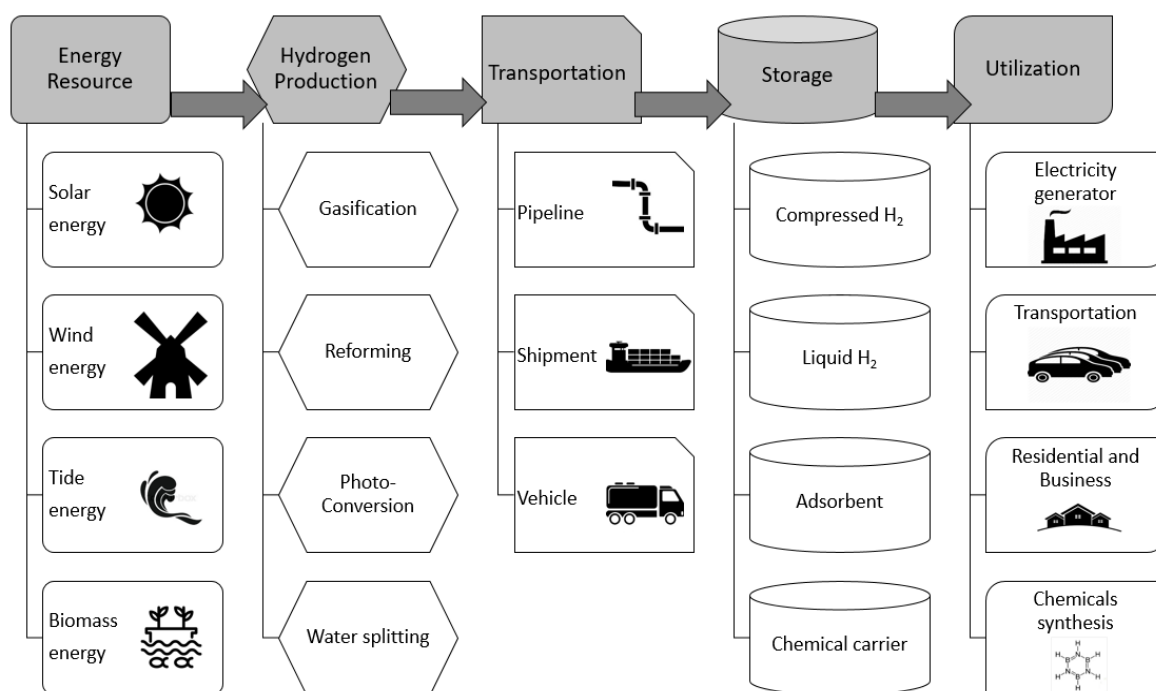 Energy
Resource
Hydrogen
Production
Transportation
Storage
Utilization
Solar
energy
Wind
energy
Tide
energy
Biomass
energy
Gasification
Reforming
Photo-
Conversion
Water splitting
Pipeline
Shipment
Vehicle
Compressed H₂
Liquid H₂
Adsorbent
Chemical carrier
Electricity
generator
Transportation
Residential and
Business
Chemicals
synthesis
H
H B N B H
N B N
H H
H